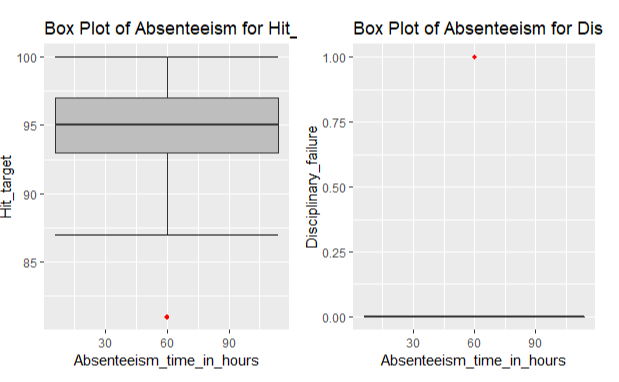 Box Plot of Absenteeism for Hit_
100
95
90
85
Hit_target
30 60 90
Absenteeism_time_in_hours
Box Plot of Absenteeism for Dis
1.00
0.75
0.50
0.25
0.00
Disciplinary_failure
30 60 90
Absenteeism_time_in_hours